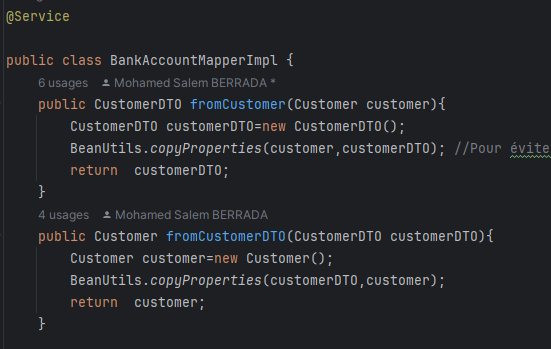 @Service
public class BankAccountMapperImpl {
6 usages Mohamed Salem BERRADA *
public CustomerDTO fromCustomer(Customer customer){
CustomerDTO customerDTO=new CustomerDTO();
BeanUtils.copyProperties(customer,customerDTO); //Pour évite
return  customerDTO;
}
4 usages Mohamed Salem BERRADA
public Customer fromCustomerDTO(CustomerDTO customerDTO){
Customer customer=new Customer();
BeanUtils.copyProperties(customerDTO,customer);
return  customer;
}